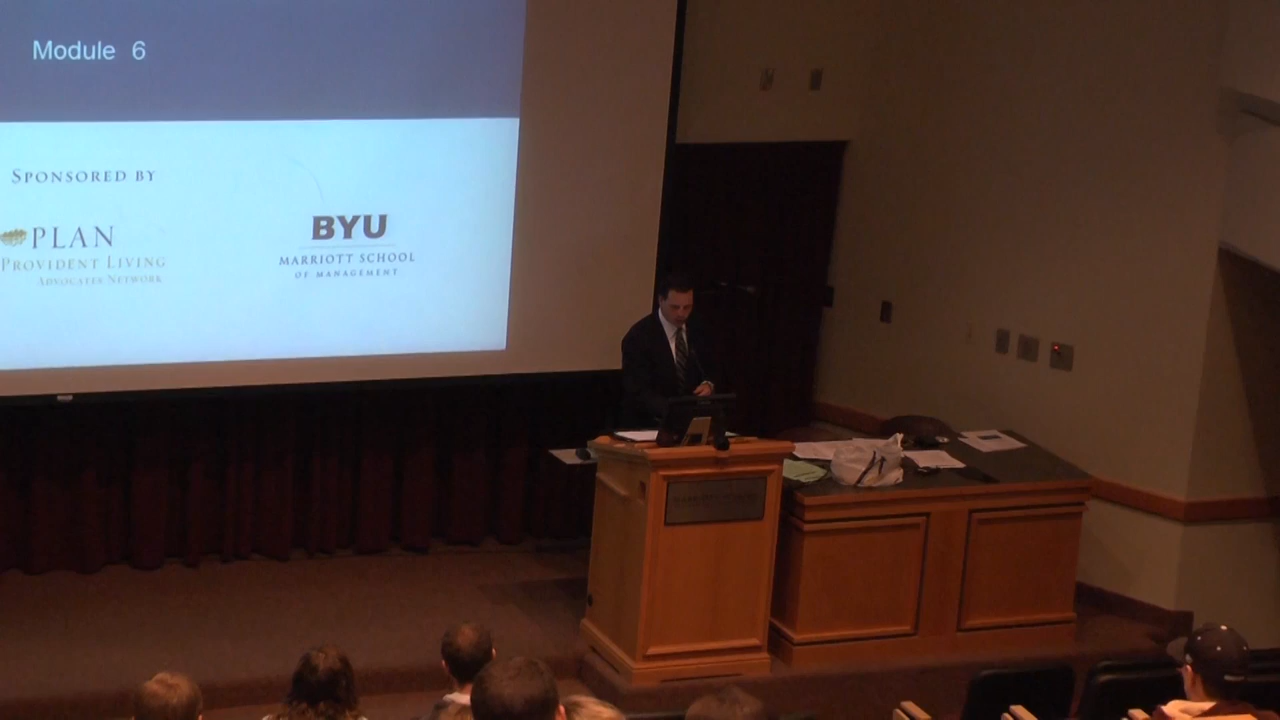 Module 6
SPONSORED BY
PLAN
PROVIDENT LIVING
ADVOCATES NETWORK
BYU
MARRIOTT SCHOOL
OF MANAGEMENT